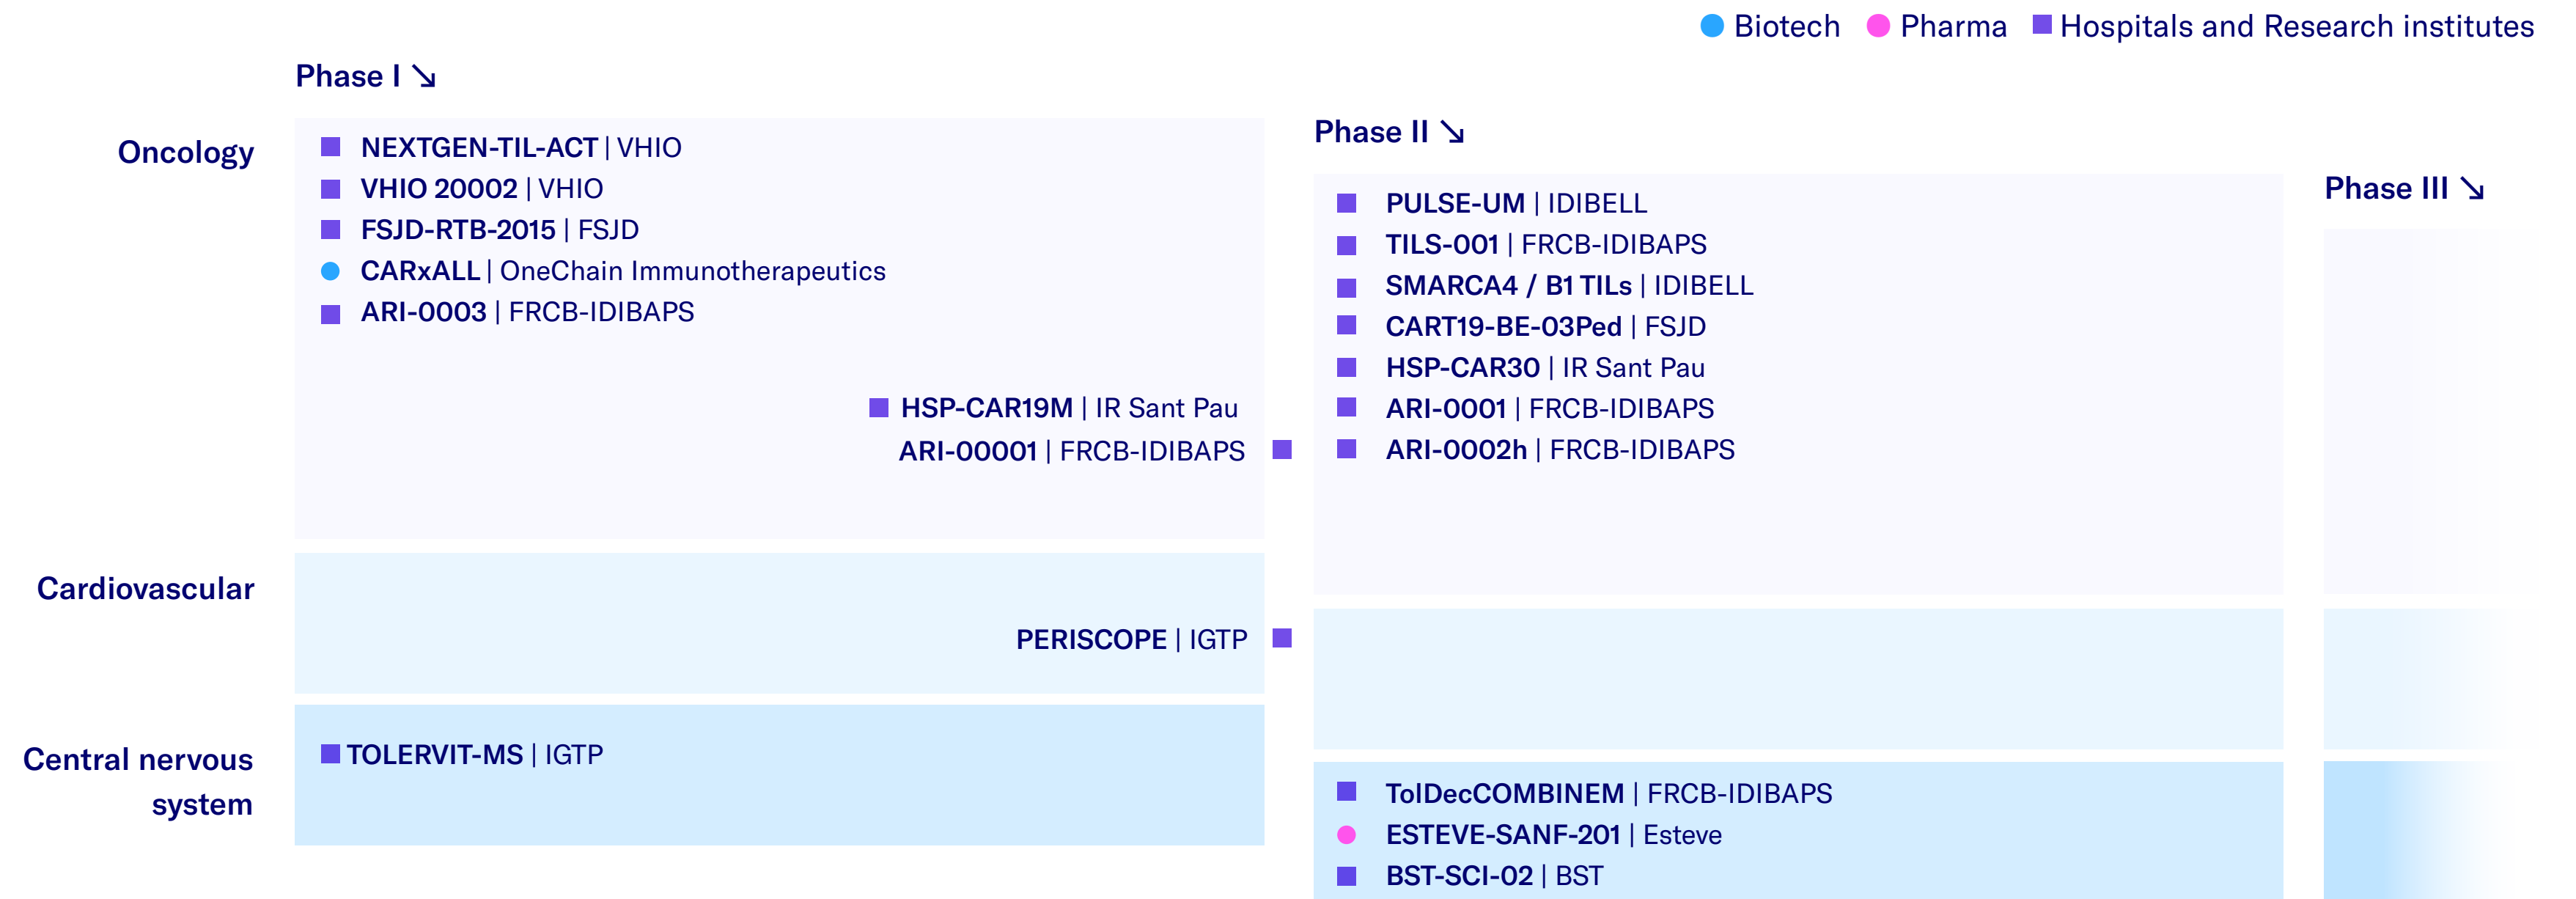 Biotech Pharma Hospitals and Research institutes
Phase I ↘
Oncology
NEXTGEN-TIL-ACT | VHIO
VHIO 20002 | VHIO
FSJD-RTB-2015 | FSJD
CARxALL | OneChain Immunotherapeutics
ARI-0003 | FRCB-IDIBAPS
HSP-CAR19M | IR Sant Pau
ARI-00001 | FRCB-IDIBAPS
Phase II ↘
PULSE-UM | IDIBELL
TILS-001 | FRCB-IDIBAPS
SMARCA4 / B1 TILs | IDIBELL
CART19-BE-03Ped | FSJD
HSP-CAR30 | IR Sant Pau
ARI-0001 | FRCB-IDIBAPS
ARI-0002h | FRCB-IDIBAPS
Phase III ↘
Cardiovascular
PERISCOPE | IGTP
Central nervous
system
TOLERVIT-MS | IGTP
TolDecCOMBINEM | FRCB-IDIBAPS
ESTEVE-SANF-201 | Esteve
BST-SCI-02 | BST